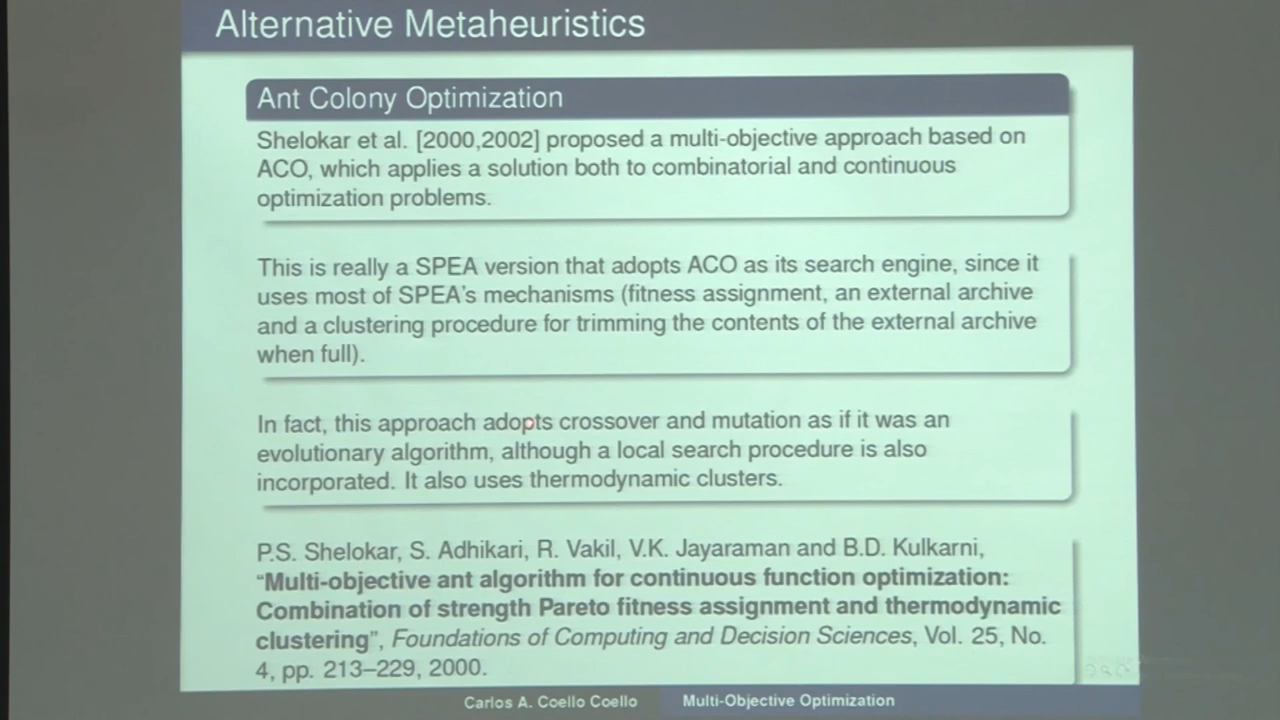 Alternative Metaheuristics
Ant Colony Optimization
Shelokar et al. [2000,2002] proposed a multi-objective approach based on
ACO, which applies a solution both to combinatorial and continuous
optimization problems.
This is really a SPEA version that adopts ACO as its search engine, since it
uses most of SPEA's mechanisms (fitness assignment, an external archive
and a clustering procedure for trimming the contents of the external archive
when full).
In fact, this approach adopts crossover and mutation as if it was an
evolutionary algorithm, although a local search procedure is also
incorporated. It also uses thermodynamic clusters.
P.S. Shelokar, S. Adhikari, R. Vakil, V.K. Jayaraman and B.D. Kulkarni,
“Multi-objective ant algorithm for continuous function optimization:
Combination of strength Pareto fitness assignment and thermodynamic
clustering”, Foundations of Computing and Decision Sciences, Vol. 25, No.
4, pp. 213–229, 2000.
Carlos A. Coello Coello Multi-Objective Optimization